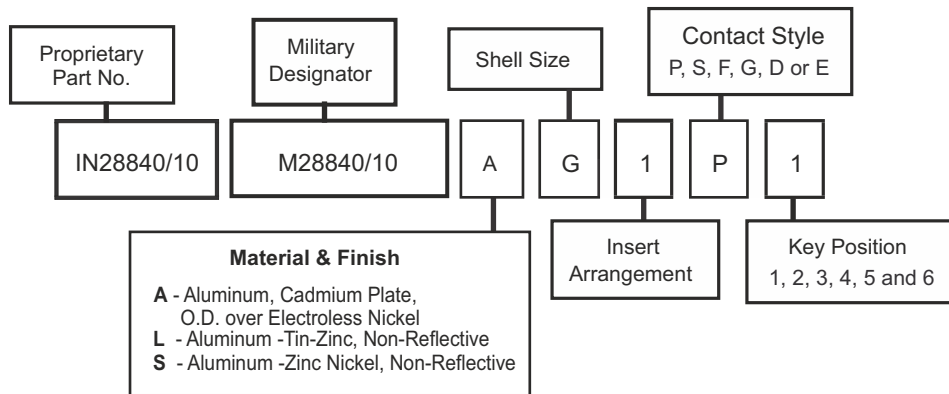 Proprietary
Part No.
Military
Designator
Shell Size
Contact Style
P, S, F, G, D or E
IN28840/10
M28840/10
A
G
1
P
1
Material & Finish
A - Aluminum, Cadmium Plate,
O.D. over Electroless Nickel
L - Aluminum -Tin-Zinc, Non-Reflective
S - Aluminum -Zinc Nickel, Non-Reflective
Insert
Arrangement
Key Position
1, 2, 3, 4, 5 and 6